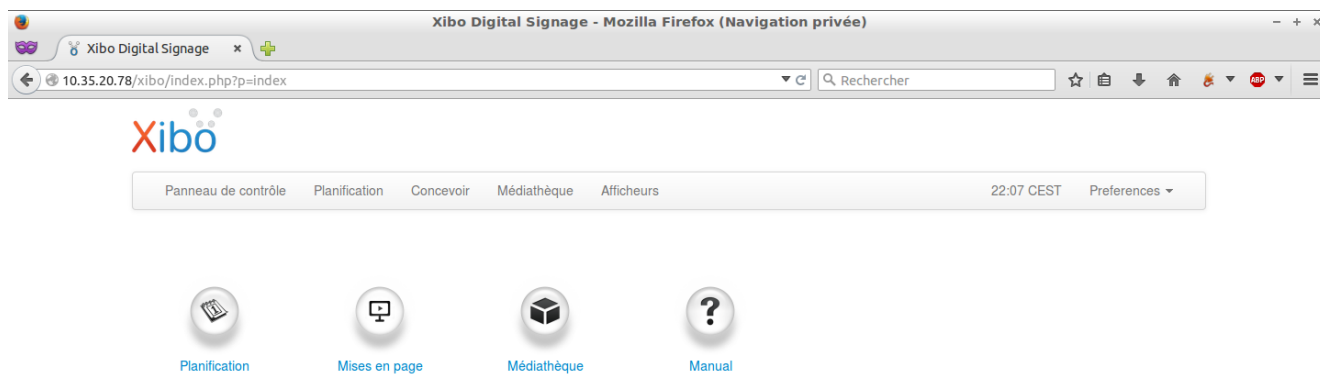 Xibo Digital Signage - Mozilla Firefox (Navigation privée)
Xibo Digital Signage
10.35.20.78/xibo/index.php?p=index
Rechercher
ABP
Xibo
Panneau de contrôle Planification Concevoir Médiathèque Afficheurs 22:07 CEST Preferences
Planification Mises en page Médiathèque Manual